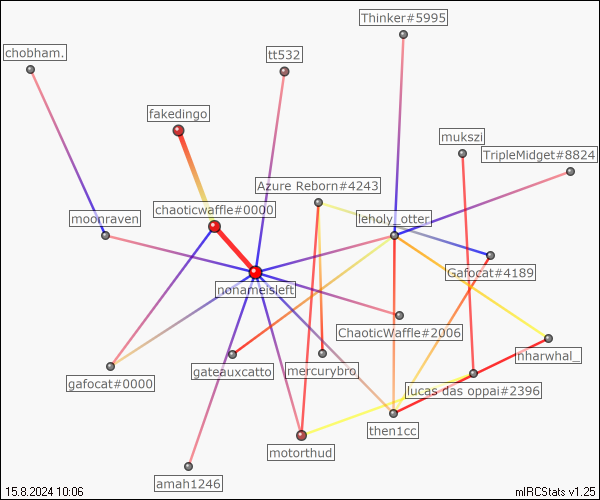 Thinker#5995
chobham.
tt532
fakedingo
mukszi
TripleMidget#8824
Azure Reborn#4243
chaoticwaffle#0000
moonraven
leholy_otter
Gafocat#4189
nonameisleft
ChaoticWaffle#2006
nharwhal_
gateauxcatto
mercurybro_
gafocat#0000
lucas das oppai#2396
then1cc
motorthud
amah1246
15.8.2024 10:06
mIRCStats v1.25